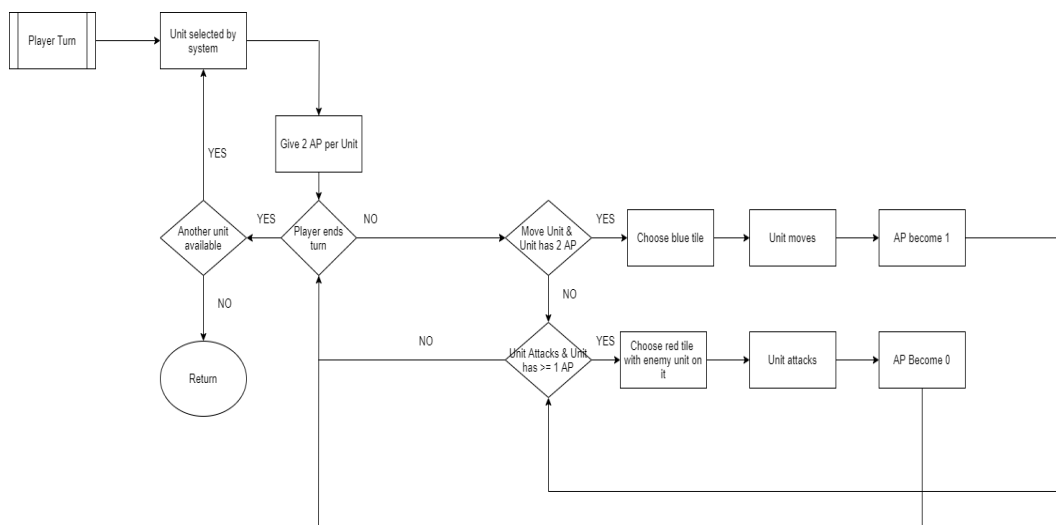 Player Turn
Unit selected by
system
Give 2 AP per Unit
YES
Another unit
available
YES
Player ends
turn
NO
Move Unit &
Unit has 2 AP
YES
Choose blue tile
Unit moves
AP become 1
NO
NO
Return
NO
Unit Attacks & Unit
has >= 1 AP
YES
Choose red tile
with enemy unit on
it
Unit attacks
AP Become 0